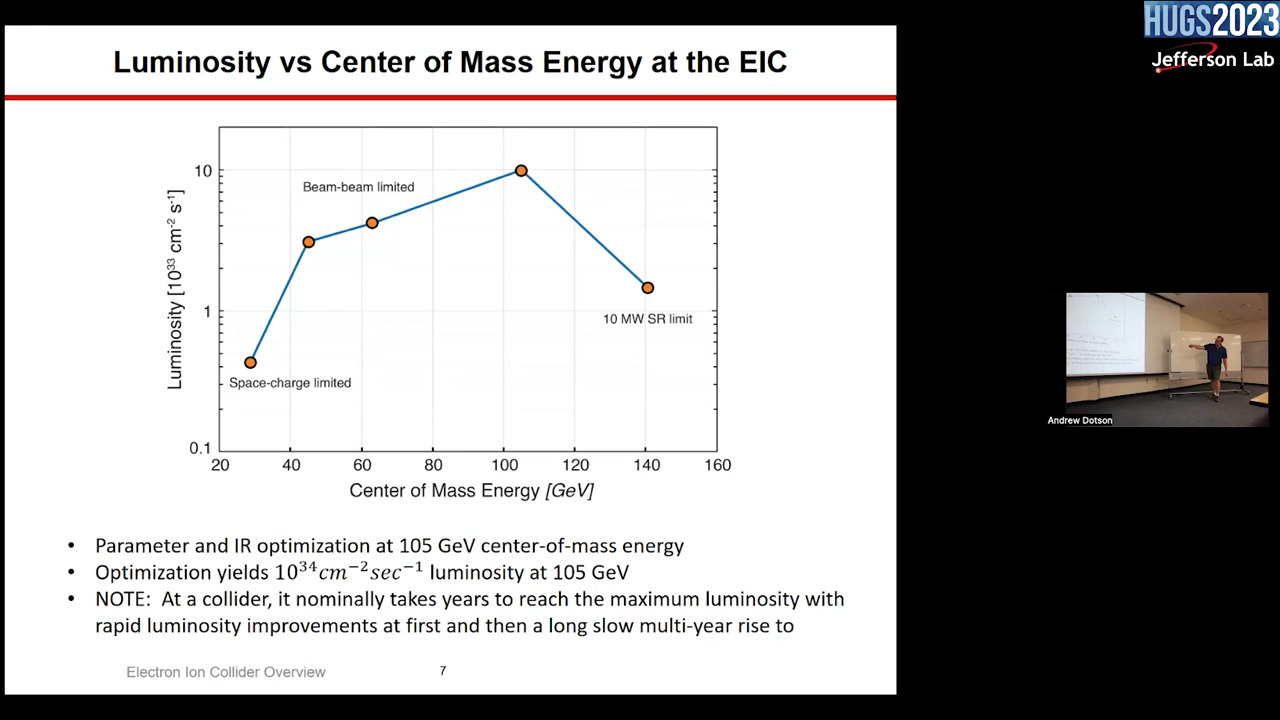 HUGS2023
Jefferson Lab
Luminosity vs Center of Mass Energy at the EIC
Luminosity [10³³ cm⁻² s⁻¹]
10
1
0.1
Beam-beam limited
10 MW SR limit
Space-charge limited
20 40 60 80 100 120 140 160
Center of Mass Energy [GeV]
• Parameter and IR optimization at 105 GeV center-of-mass energy
• Optimization yields 10³⁴cm⁻²sec⁻¹ luminosity at 105 GeV
• NOTE: At a collider, it nominally takes years to reach the maximum luminosity with
rapid luminosity improvements at first and then a long slow multi-year rise to
Electron Ion Collider Overview
7
Andrew Dotson